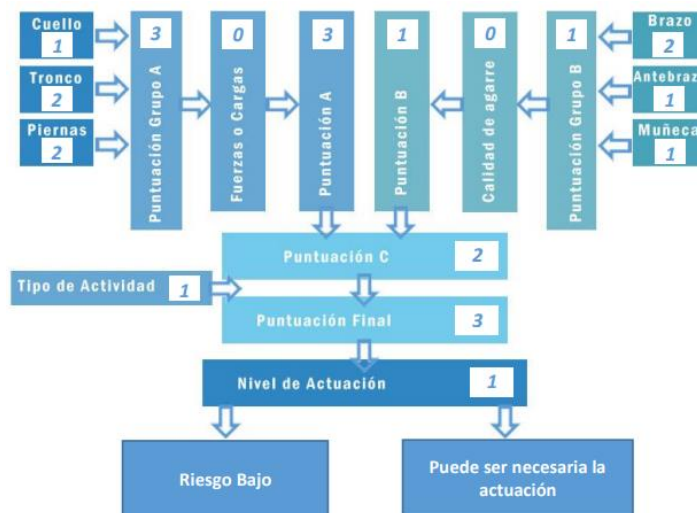 Cuello
1
Tronco
2
Piernas
2
3
Puntuación Grupo A
0
Fuerzas o Cargas
3
Puntuación A
1
Puntuación B
0
Calidad de agarre
1
Puntuación Grupo B
Brazo
2
Antebrazo
1
Muñeca
1
Puntuación C 2
Tipo de Actividad 1
Puntuación Final 3
Nivel de Actuación 1
Riesgo Bajo
Puede ser necesaria la
actuación